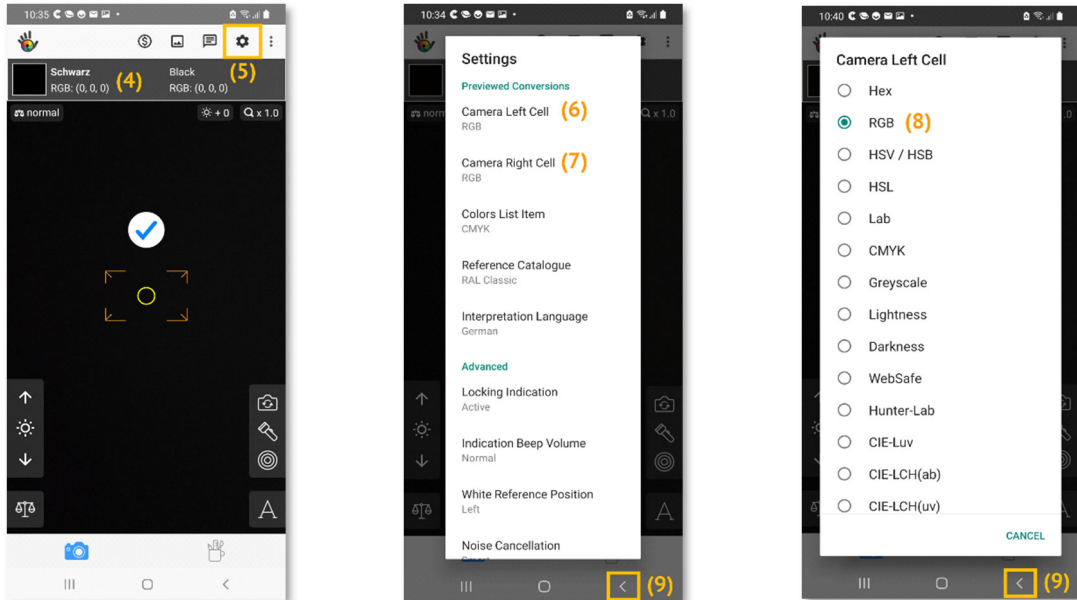 10:35
(5)
Schwarz
RGB: (0, 0, 0)
(4)
Black
RGB: (0, 0, 0)
normal
+ 0
x 1.0
A
10:34
Settings
Previewed Conversions
Camera Left Cell (6)
RGB
Camera Right Cell (7)
RGB
Colors List Item
CMYK
Reference Catalogue
RAL Classic
Interpretation Language
German
Advanced
Locking Indication
Active
Indication Beep Volume
Normal
White Reference Position
Left
Noise Cancellation
norm
x 1.0
A
(9)
10:40
Camera Left Cell
Hex
RGB (8)
HSV / HSB
HSL
Lab
CMYK
Greyscale
Lightness
Darkness
WebSafe
Hunter-Lab
CIE-Luv
CIE-LCH(ab)
CIE-LCH(uv)
CANCEL
(9)